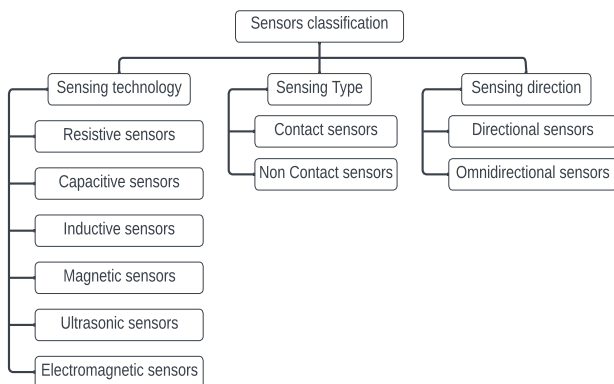 Sensors classification
Sensing technology
Resistive sensors
Capacitive sensors
Inductive sensors
Magnetic sensors
Ultrasonic sensors
Electromagnetic sensors
Sensing Type
Contact sensors
Non Contact sensors
Sensing direction
Directional sensors
Omnidirectional sensors